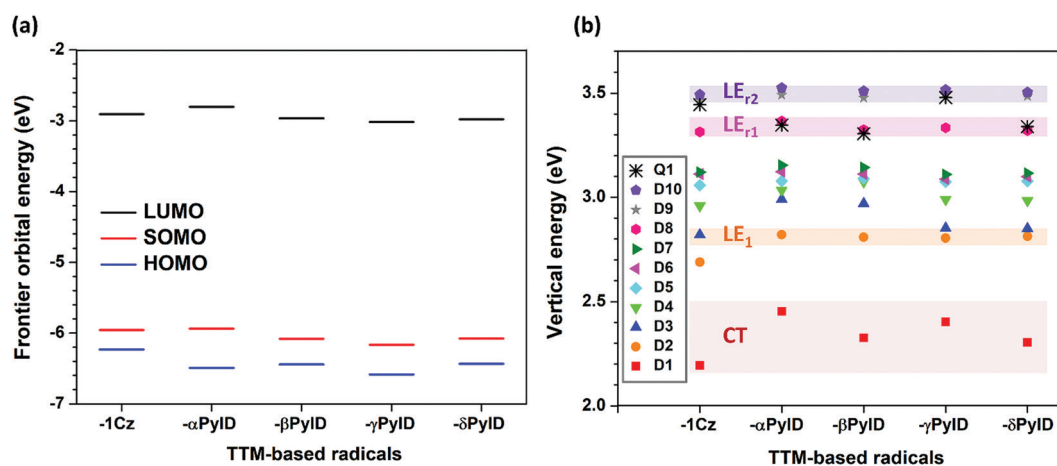 (a)
Frontier orbital energy (eV)
-2
-3
-4
-5
-6
-7
LUMO
SOMO
HOMO
-1Cz
-αPyID
-βPyID
-γPyID
-δPyID
TTM-based radicals
(b)
Vertical energy (eV)
3.5
3.0
2.5
2.0
LEr2
LEr1
LE1
CT
Q1
D10
D9
D8
D7
D6
D5
D4
D3
D2
D1
-1Cz
-αPyID
-βPyID
-γPyID
-δPyID
TTM-based radicals